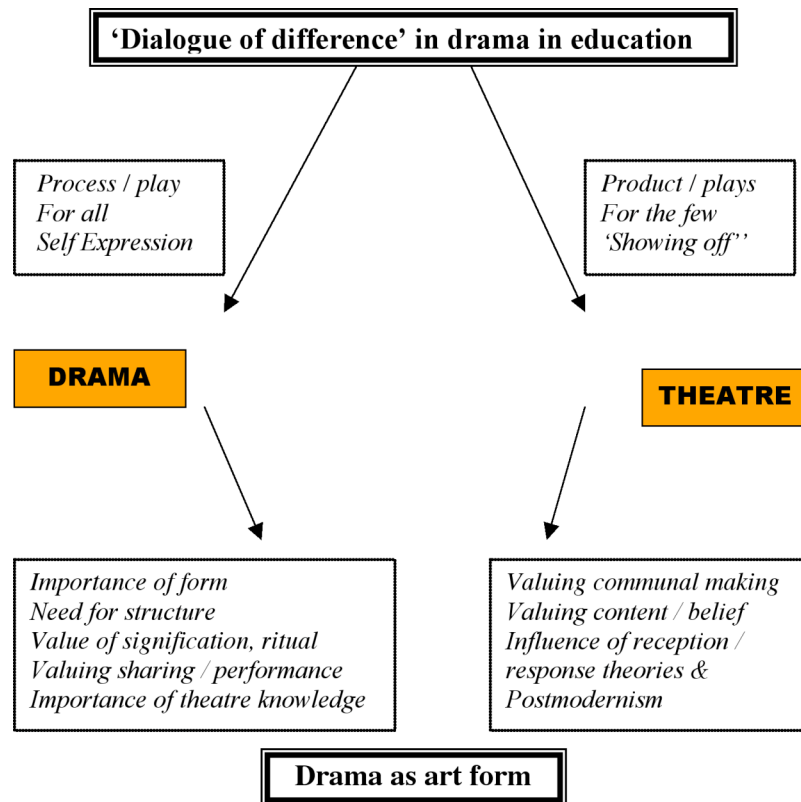 ‘Dialogue of difference’ in drama in education
Process / play
For all
Self Expression
Product / plays
For the few
‘Showing off’’
DRAMA
THEATRE
Importance of form
Need for structure
Value of signification, ritual
Valuing sharing / performance
Importance of theatre knowledge
Valuing communal making
Valuing content / belief
Influence of reception /
response theories &
Postmodernism
Drama as art form